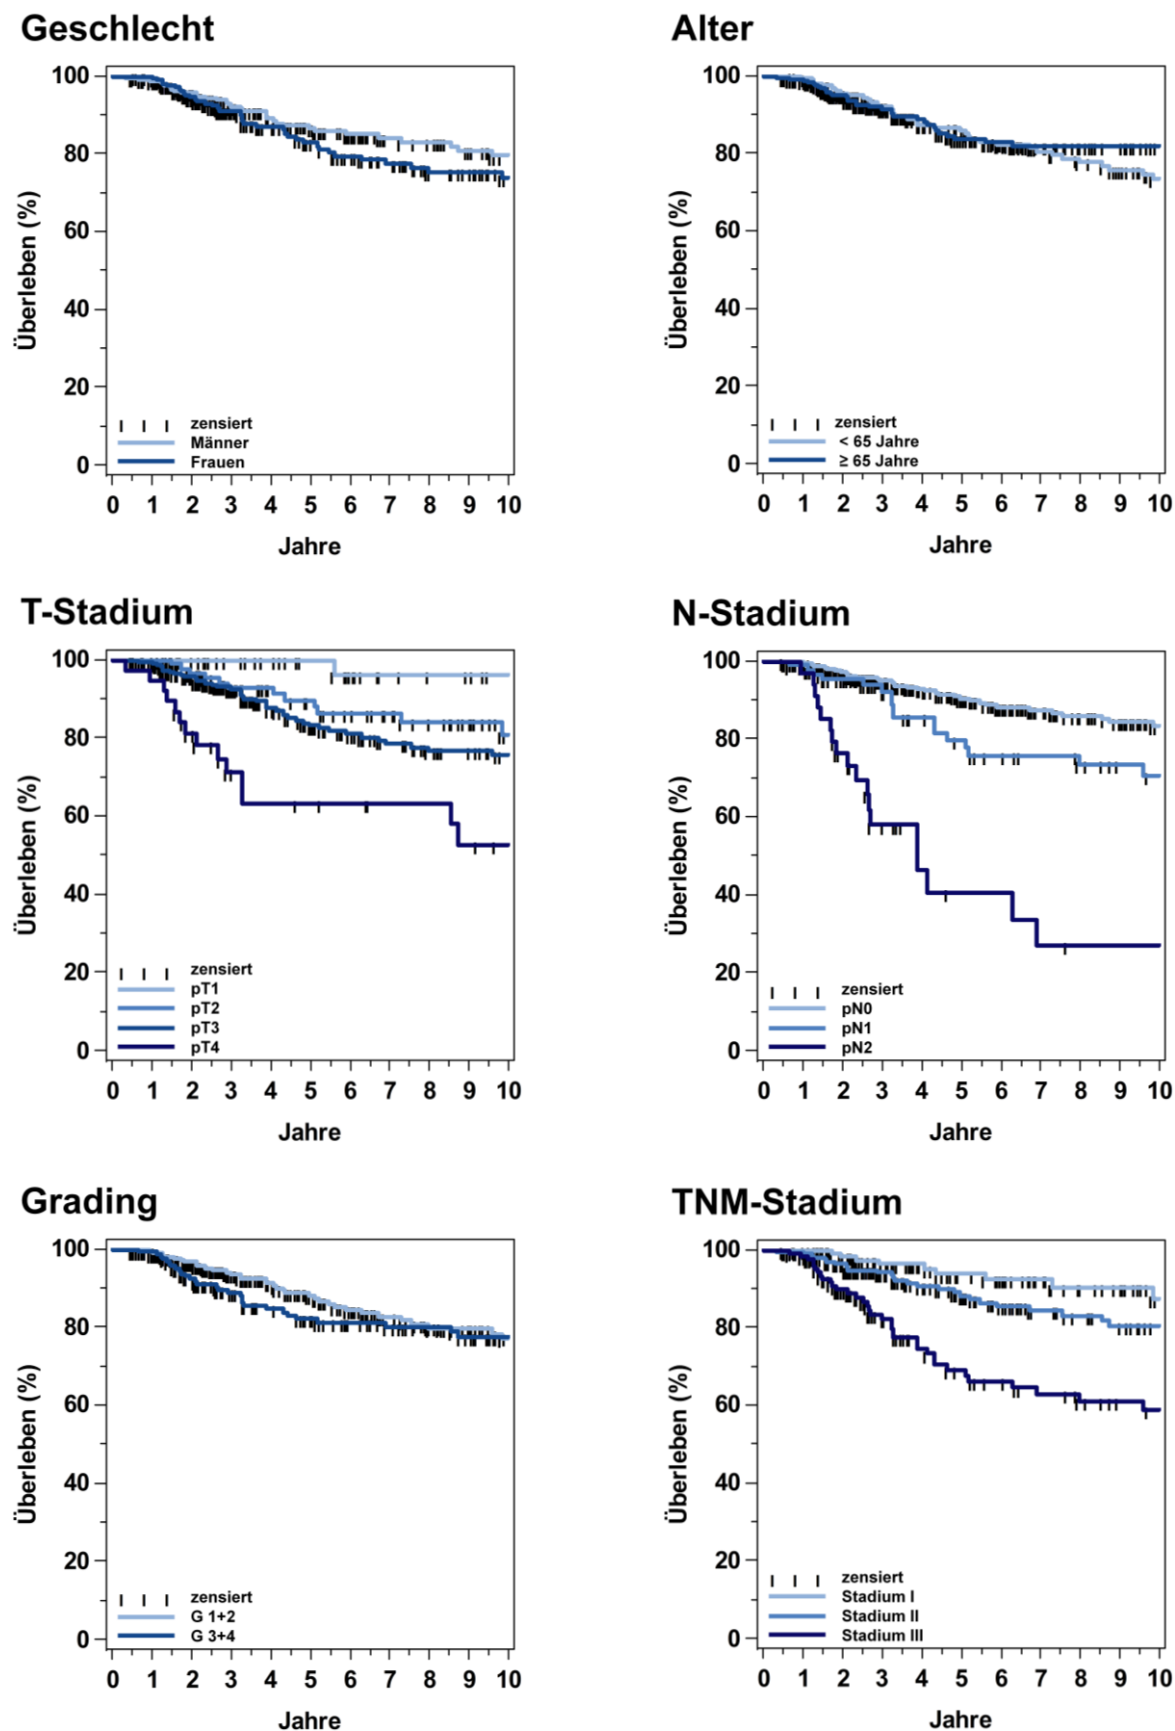 Geschlecht
100
80
60
40
20
0
Überleben (%)
zensiert
Männer
Frauen
0 1 2 3 4 5 6 7 8 9 10
Jahre
Alter
100
80
60
40
20
0
Überleben (%)
zensiert
< 65 Jahre
≥ 65 Jahre
0 1 2 3 4 5 6 7 8 9 10
Jahre
T-Stadium
100
80
60
40
20
0
Überleben (%)
zensiert
pT1
pT2
pT3
pT4
0 1 2 3 4 5 6 7 8 9 10
Jahre
N-Stadium
100
80
60
40
20
0
Überleben (%)
zensiert
pN0
pN1
pN2
0 1 2 3 4 5 6 7 8 9 10
Jahre
Grading
100
80
60
40
20
0
Überleben (%)
zensiert
G 1+2
G 3+4
0 1 2 3 4 5 6 7 8 9 10
Jahre
TNM-Stadium
100
80
60
40
20
0
Überleben (%)
zensiert
Stadium I
Stadium II
Stadium III
0 1 2 3 4 5 6 7 8 9 10
Jahre